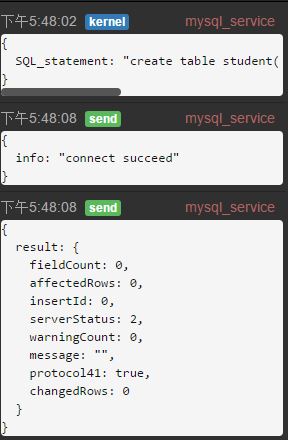 下午5:48:02 kernel mysql_service
{
  SQL_statement: "create table student(
}
下午5:48:08 send mysql_service
{
  info: "connect succeed"
}
下午5:48:08 send mysql_service
{
  result: {
    fieldCount: 0,
    affectedRows: 0,
    insertId: 0,
    serverStatus: 2,
    warningCount: 0,
    message: "",
    protocol41: true,
    changedRows: 0
  }
}